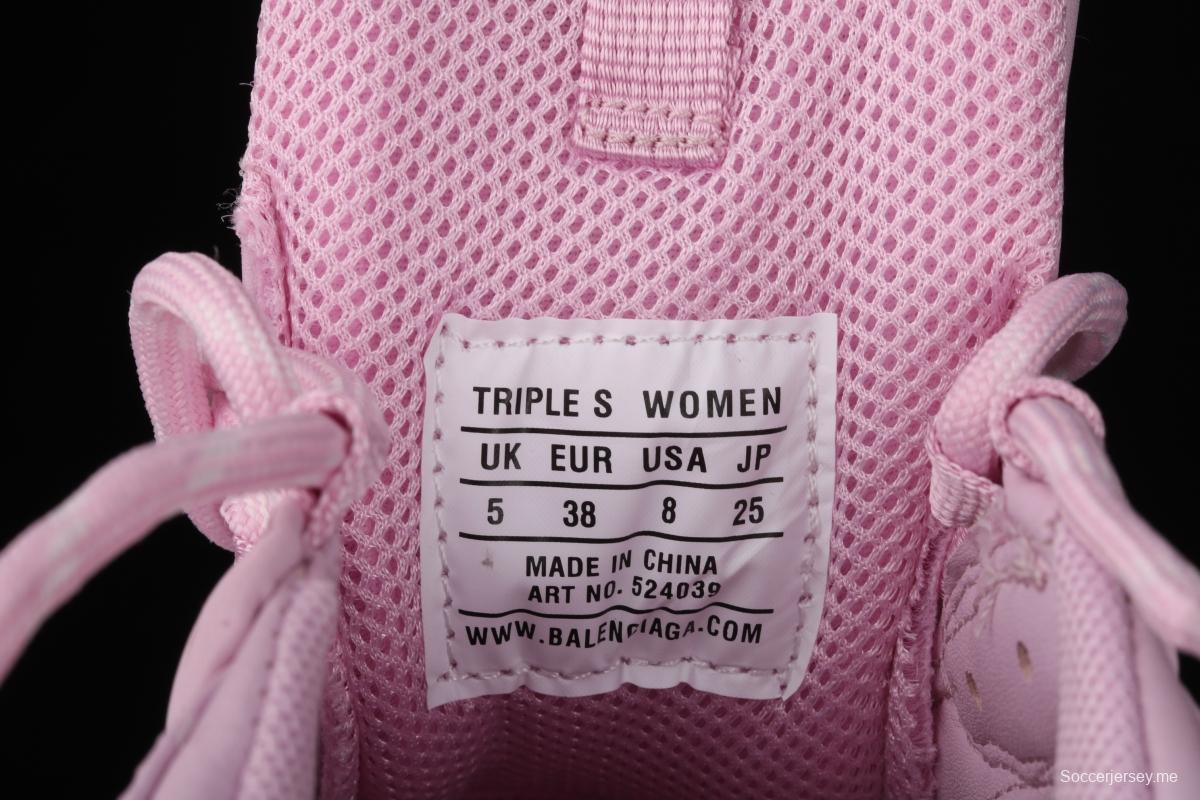 TRIPLE S WOMEN
UK EUR USA JP
5 38 8 25
MADE IN CHINA
ART NO. 524039
WWW.BALENCIAGA.COM
Soccerjersey.me